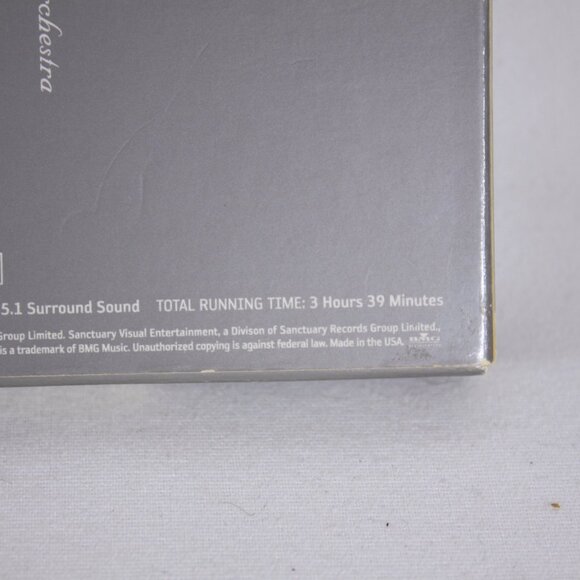 rchestra
5.1 Surround Sound TOTAL RUNNING TIME: 3 Hours 39 Minutes
Group Limited. Sanctuary Visual Entertainment, a Divison of Sanctuary Records Group Limited.,
is a trademark of BMG Music. Unauthorized copying is against federal law. Made in the USA. BMG